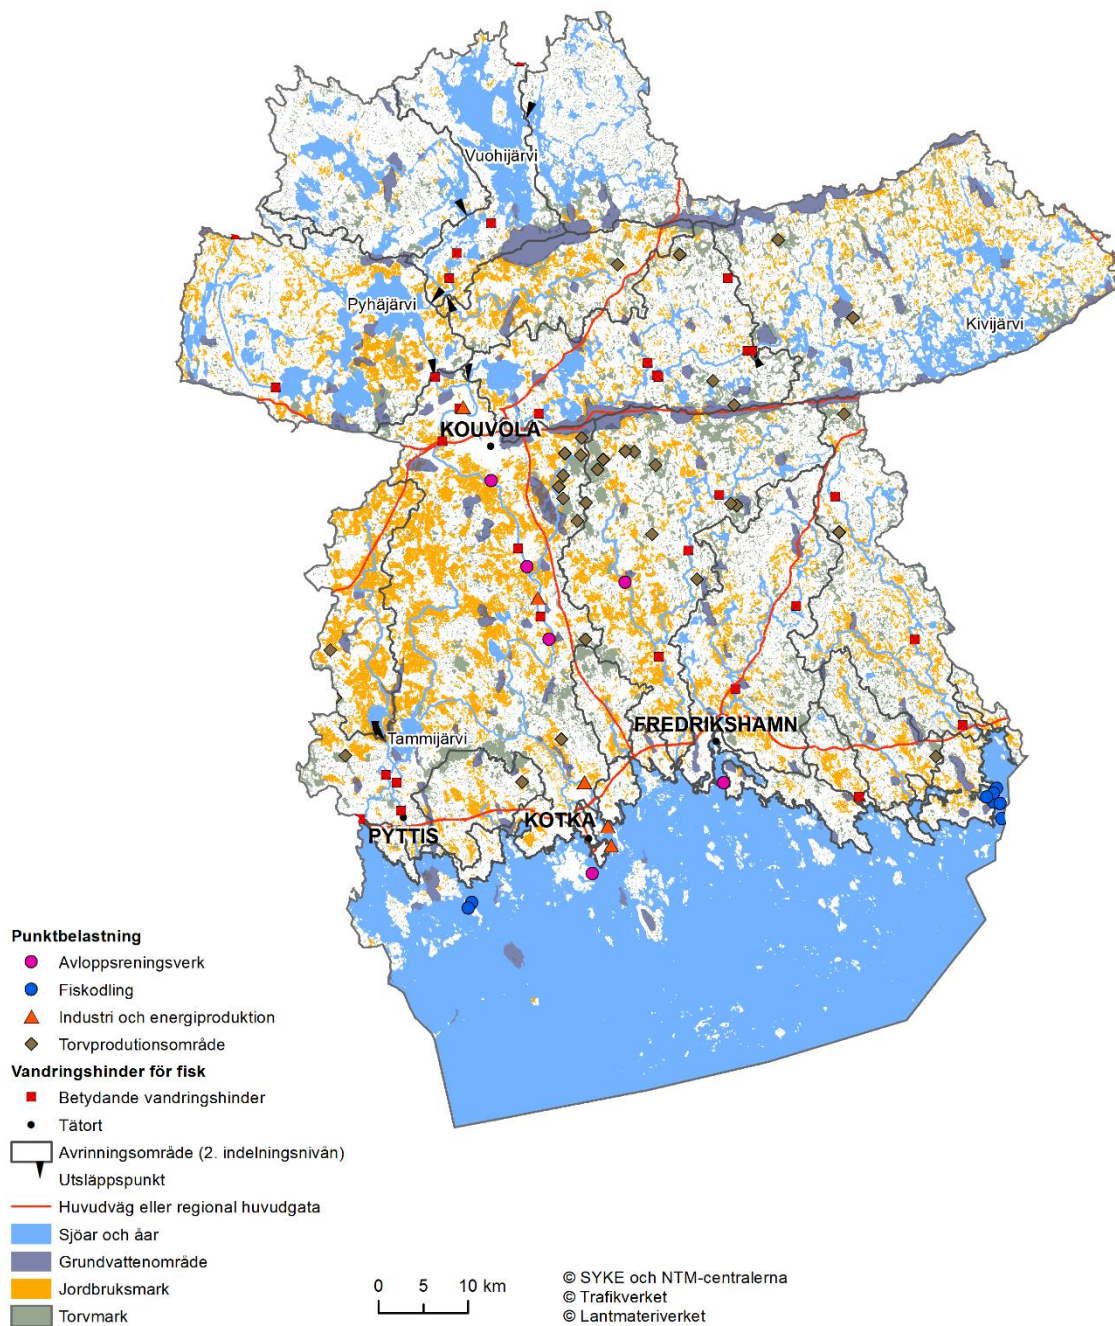 Vuohijärvi
Pyhäjärvi
Kivijärvi
KOUVOLA
Tammijärvi
FREDRIKSHAMN
KOTKA
PYTTIS
Punktbelastning
Avloppsreningsverk
Fiskodling
Industri och energiproduktion
Torvprodutionsområde
Vandringshinder för fisk
Betydande vandringshinder
Tätort
Avrinningsområde (2. indelningsnivån)
Utsläppspunkt
Huvudväg eller regional huvudgata
Sjöar och åar
Grundvattenområde
Jordbruksmark
Torvmark
0 5 10 km
© SYKE och NTM-centralerna
© Trafikverket
© Lantmateriverket